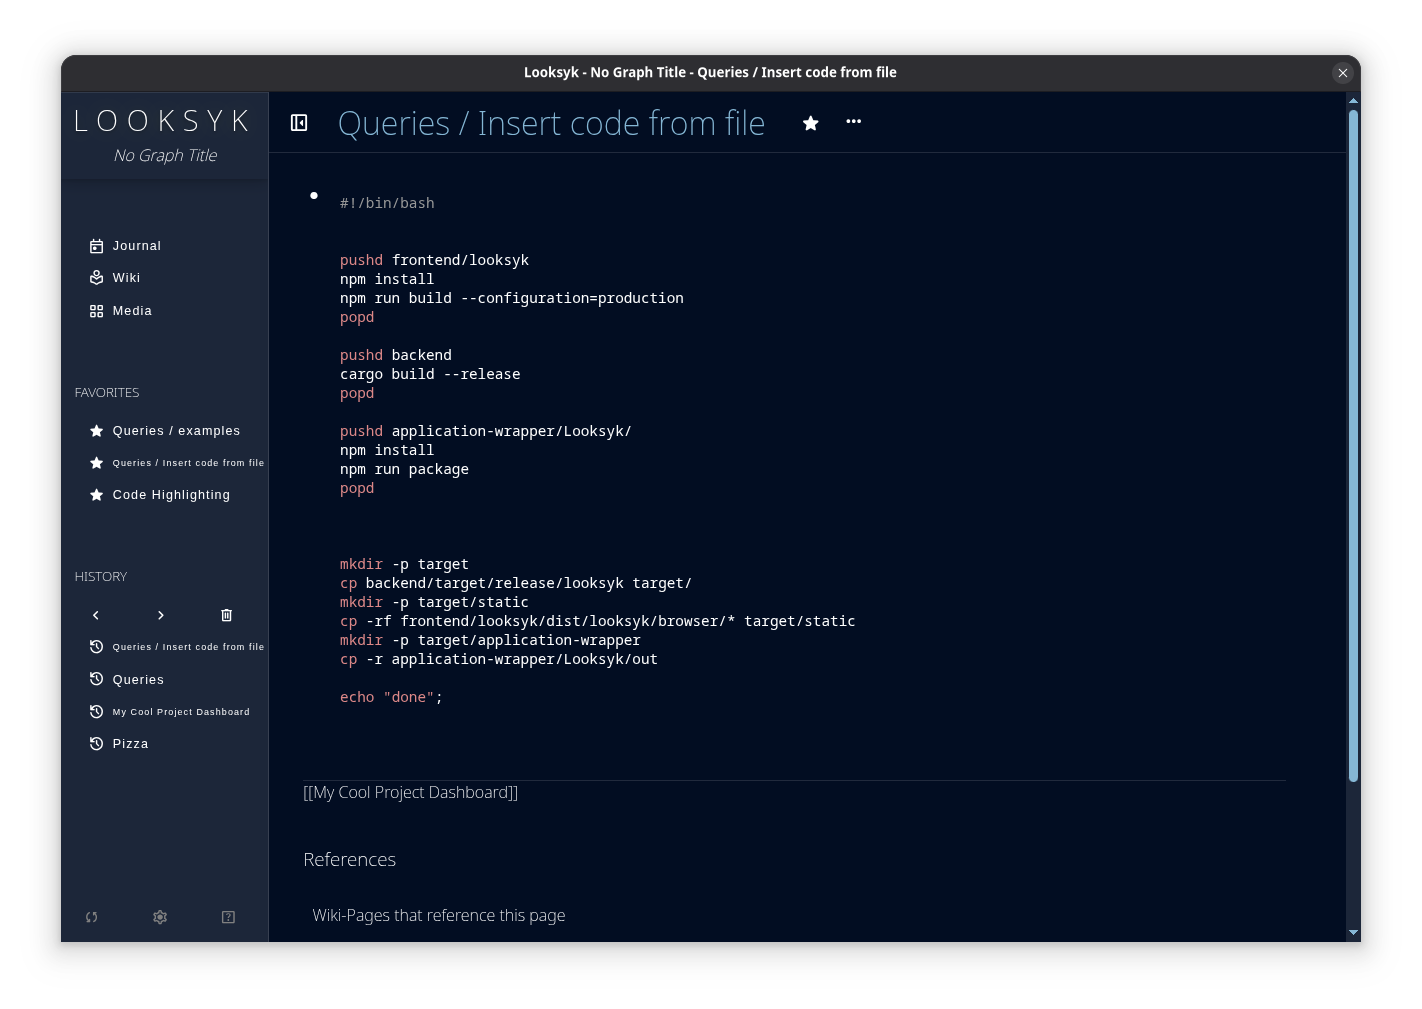 Looksyk - No Graph Title - Queries / Insert code from file
LOOKSYK
No Graph Title
Journal
Wiki
Media
FAVORITES
Queries / examples
Queries / Insert code from file
Code Highlighting
HISTORY
Queries / Insert code from file
Queries
My Cool Project Dashboard
Pizza
Queries / Insert code from file
#!/bin/bash
pushd frontend/looksyk
npm install
npm run build --configuration=production
popd
pushd backend
cargo build --release
popd
pushd application-wrapper/Looksyk/
npm install
npm run package
popd
mkdir -p target
cp backend/target/release/looksyk target/
mkdir -p target/static
cp -rf frontend/looksyk/dist/looksyk/browser/* target/static
mkdir -p target/application-wrapper
cp -r application-wrapper/Looksyk/out
echo "done";
[[My Cool Project Dashboard]]
References
Wiki-Pages that reference this page